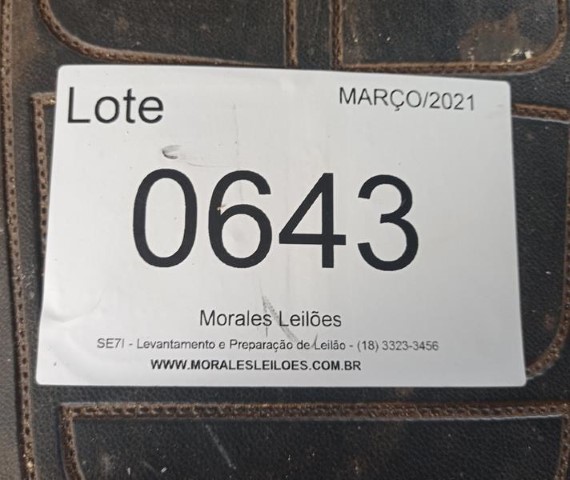 Lote
MARÇO/2021
0643
Morales Leilões
SE7I - Levantamento e Preparação de Leilão - (18) 3323-3456
WWW.MORALESLEILOES.COM.BR